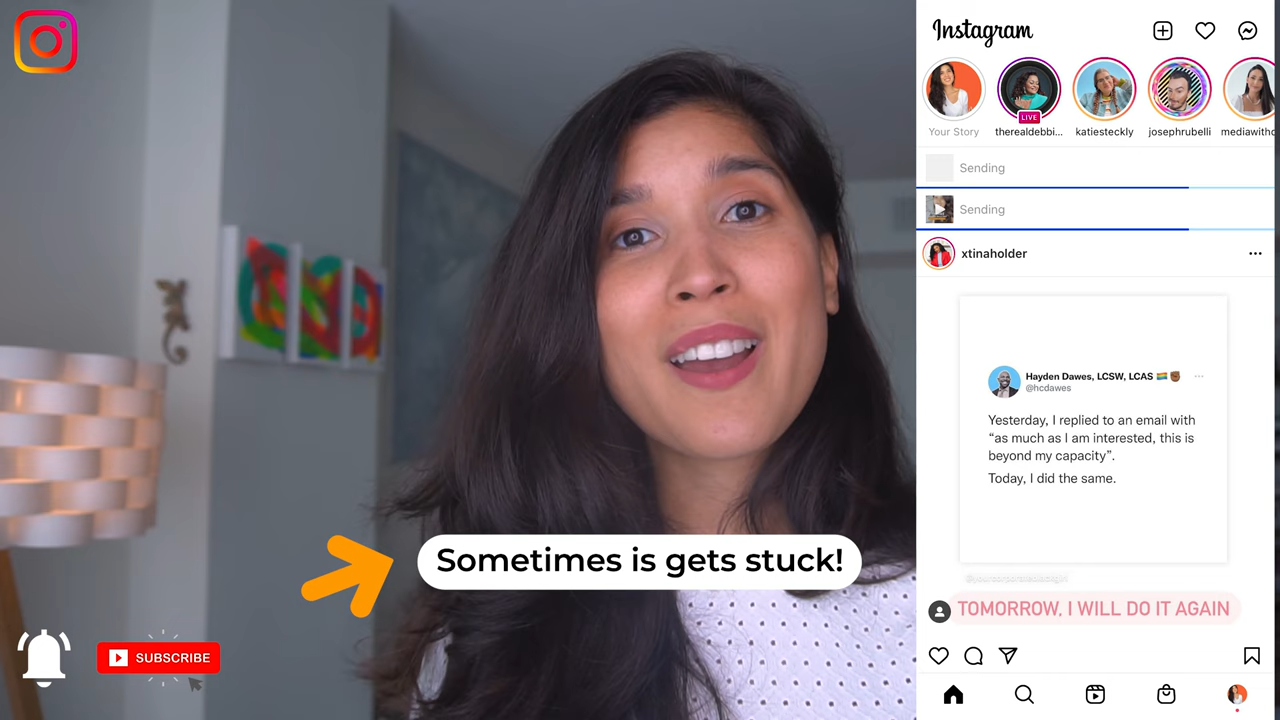 Instagram
LIVE
Your Story
therealdebbi...
katiesteckly
josephrubelli
mediawithc
Sending
Sending
xtinaholder
Hayden Dawes, LCSW, LCAS
@hcdawes
Yesterday, I replied to an email with
“as much as I am interested, this is
beyond my capacity”.
Today, I did the same.
TOMORROW, I WILL DO IT AGAIN
Sometimes is gets stuck!
SUBSCRIBE